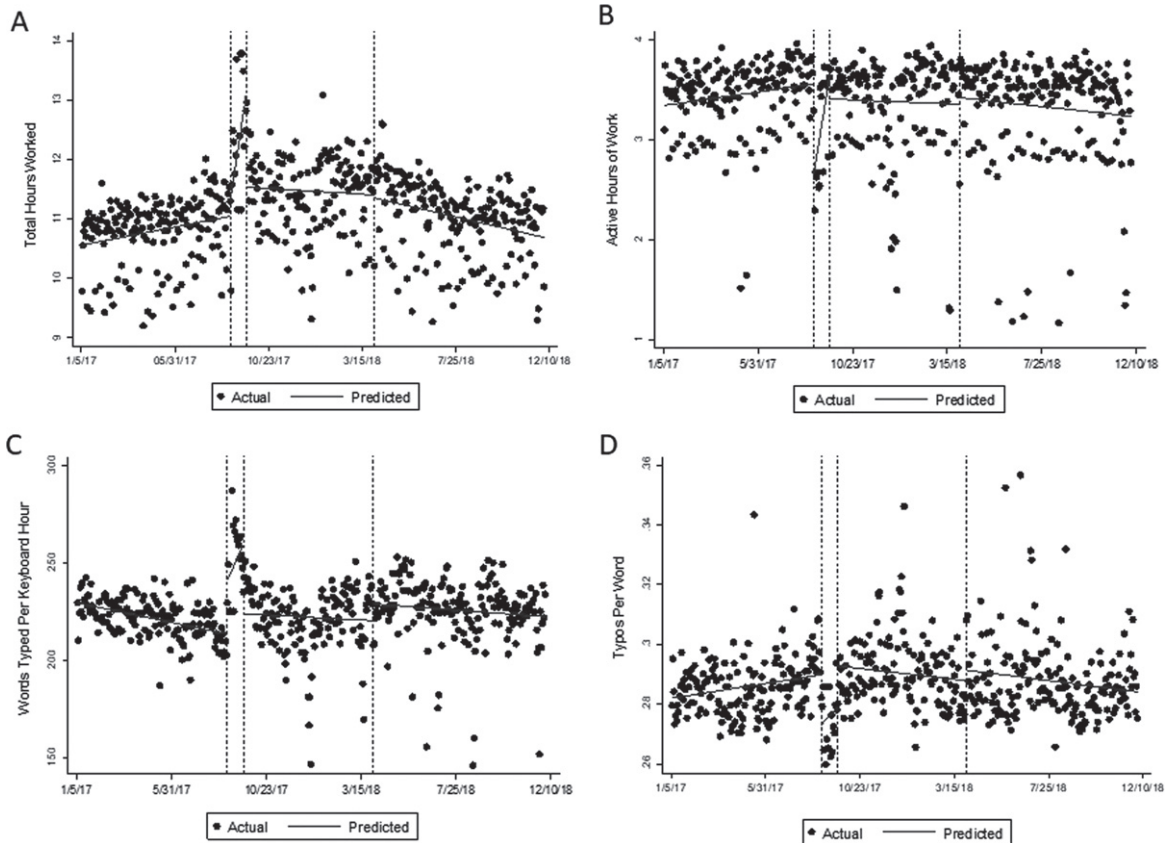 A
Total Hours Worked
14
13
12
11
10
9
1/5/17 05/31/17 10/23/17 3/15/18 7/25/18 12/10/18
Actual Predicted
B
Active Hours of Work
4
3
2
1
1/5/17 5/31/17 10/23/17 3/15/18 7/25/18 12/10/18
Actual Predicted
C
Words Typed Per Keyboard Hour
300
250
200
150
1/5/17 5/31/17 10/23/17 3/15/18 7/25/18 12/10/18
Actual Predicted
D
Typos Per Word
.36
.34
.32
.3
.28
.26
1/5/17 5/31/17 10/23/17 3/15/18 7/25/18 12/10/18
Actual Predicted